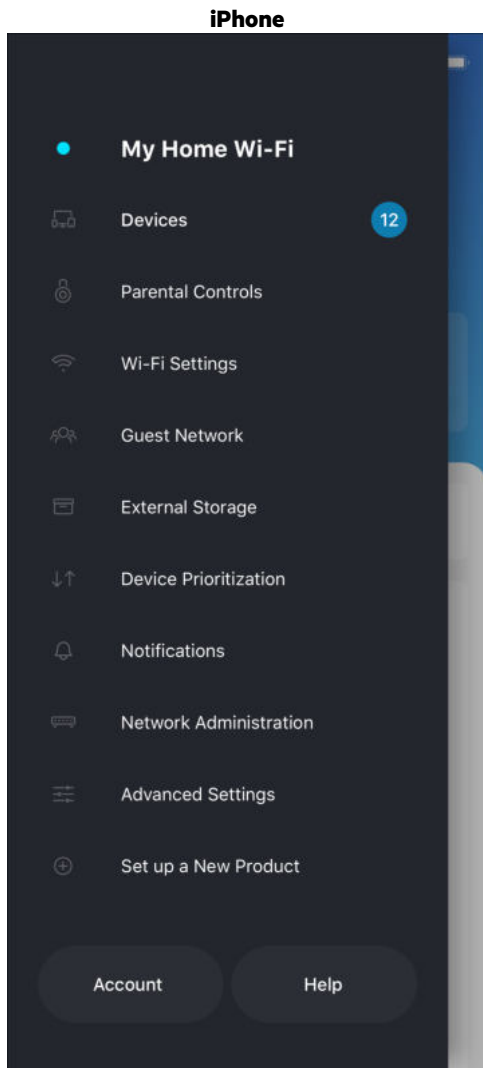 iPhone
My Home Wi-Fi
Devices 12
Parental Controls
Wi-Fi Settings
Guest Network
External Storage
Device Prioritization
Notifications
Network Administration
Advanced Settings
Set up a New Product
Account Help